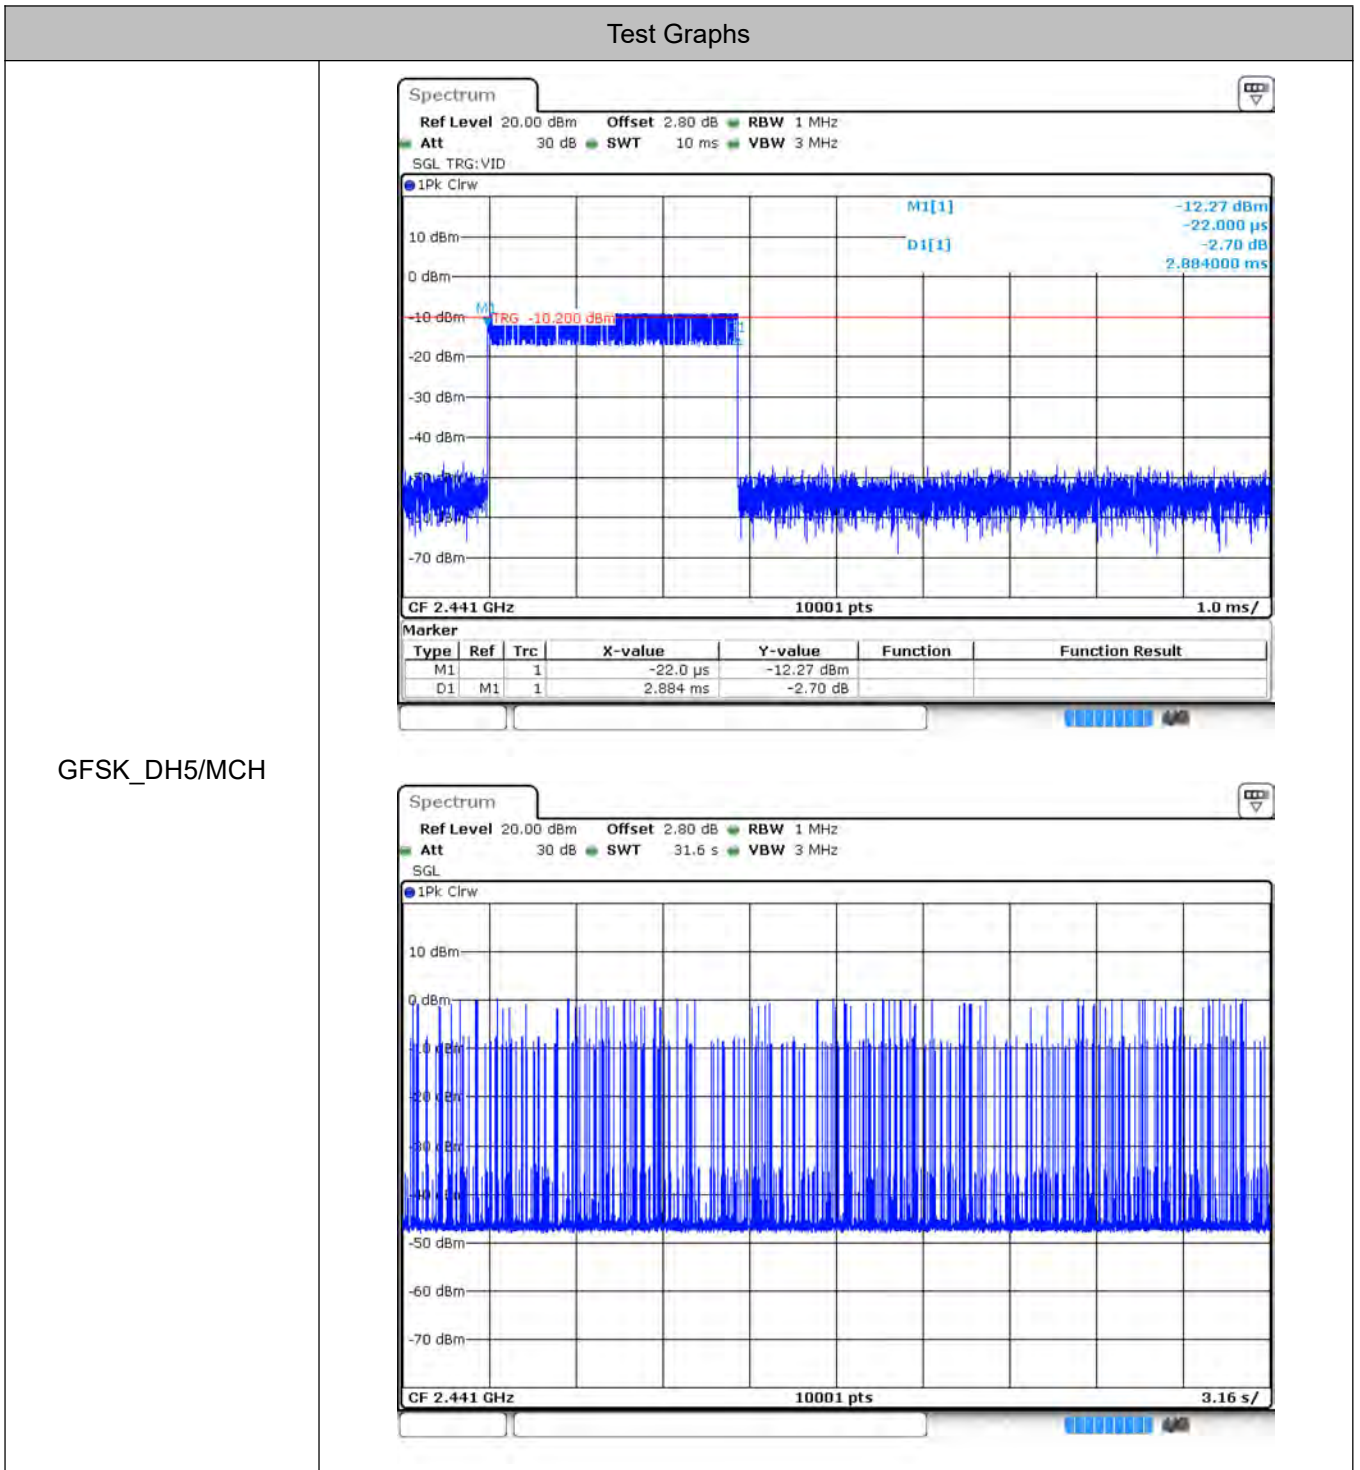 Test Graphs
GFSK_DH5/MCH
Spectrum
Ref Level 20.00 dBm Offset 2.80 dB RBW 1 MHz
Att 30 dB SWT 10 ms VBW 3 MHz
SGL TRG:VID
1Pk Clrw
M1[1] -12.27 dBm
-22.000 µs
10 dBm
D1[1] -2.70 dB
2.884000 ms
0 dBm
M1
-10 dBm
TRG -10.200 dBm
-20 dBm
-30 dBm
-40 dBm
-70 dBm
CF 2.441 GHz 10001 pts 1.0 ms/
Marker
Type Ref Trc X-value Y-value Function Function Result
M1 1 -22.0 µs -12.27 dBm
D1 M1 1 2.884 ms -2.70 dB
Spectrum
Ref Level 20.00 dBm Offset 2.80 dB RBW 1 MHz
Att 30 dB SWT 31.6 s VBW 3 MHz
SGL
1Pk Clrw
10 dBm
0 dBm
-50 dBm
-60 dBm
-70 dBm
CF 2.441 GHz 10001 pts 3.16 s/